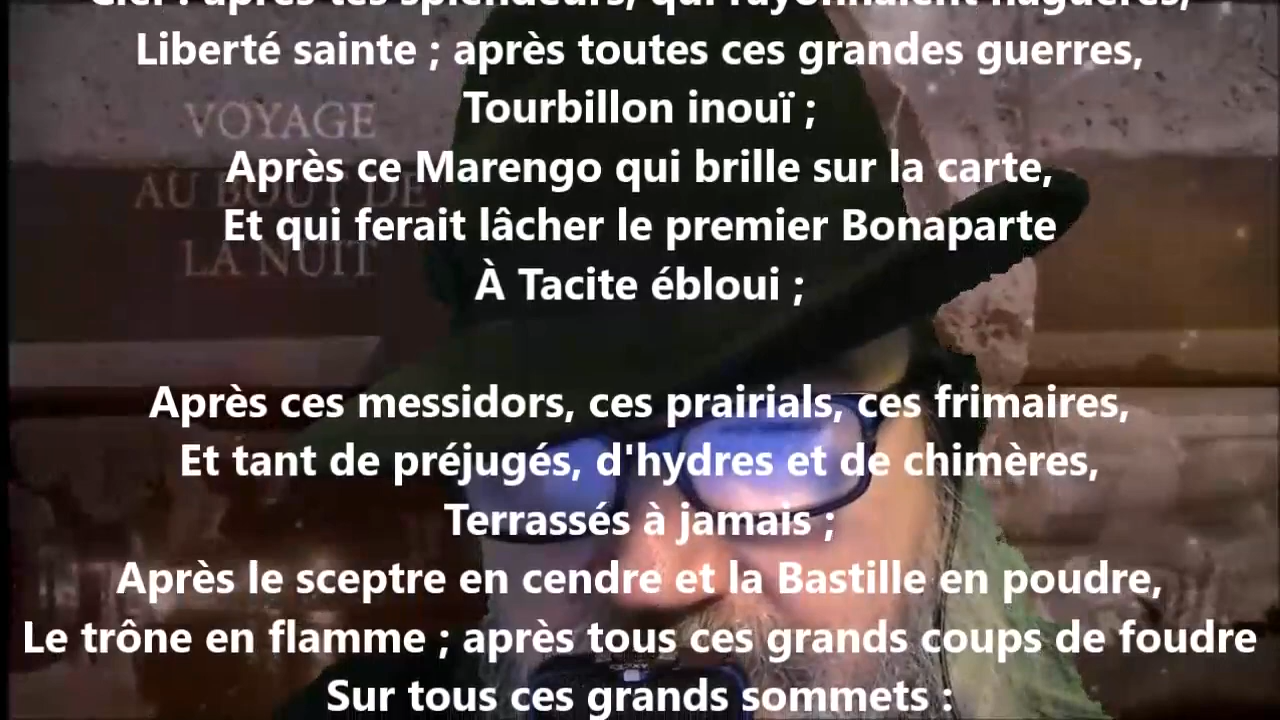 Liberté sainte ; après toutes ces grandes guerres,
Tourbillon inouï ;
Après ce Marengo qui brille sur la carte,
Et qui ferait lâcher le premier Bonaparte
À Tacite ébloui ;
Après ces messidors, ces prairials, ces frimaires,
Et tant de préjugés, d'hydres et de chimères,
Terrassés à jamais ;
Après le sceptre en cendre et la Bastille en poudre,
Le trône en flamme ; après tous ces grands coups de foudre
Sur tous ces grands sommets :
VOYAGE
AU BOUT DE
LA NUIT